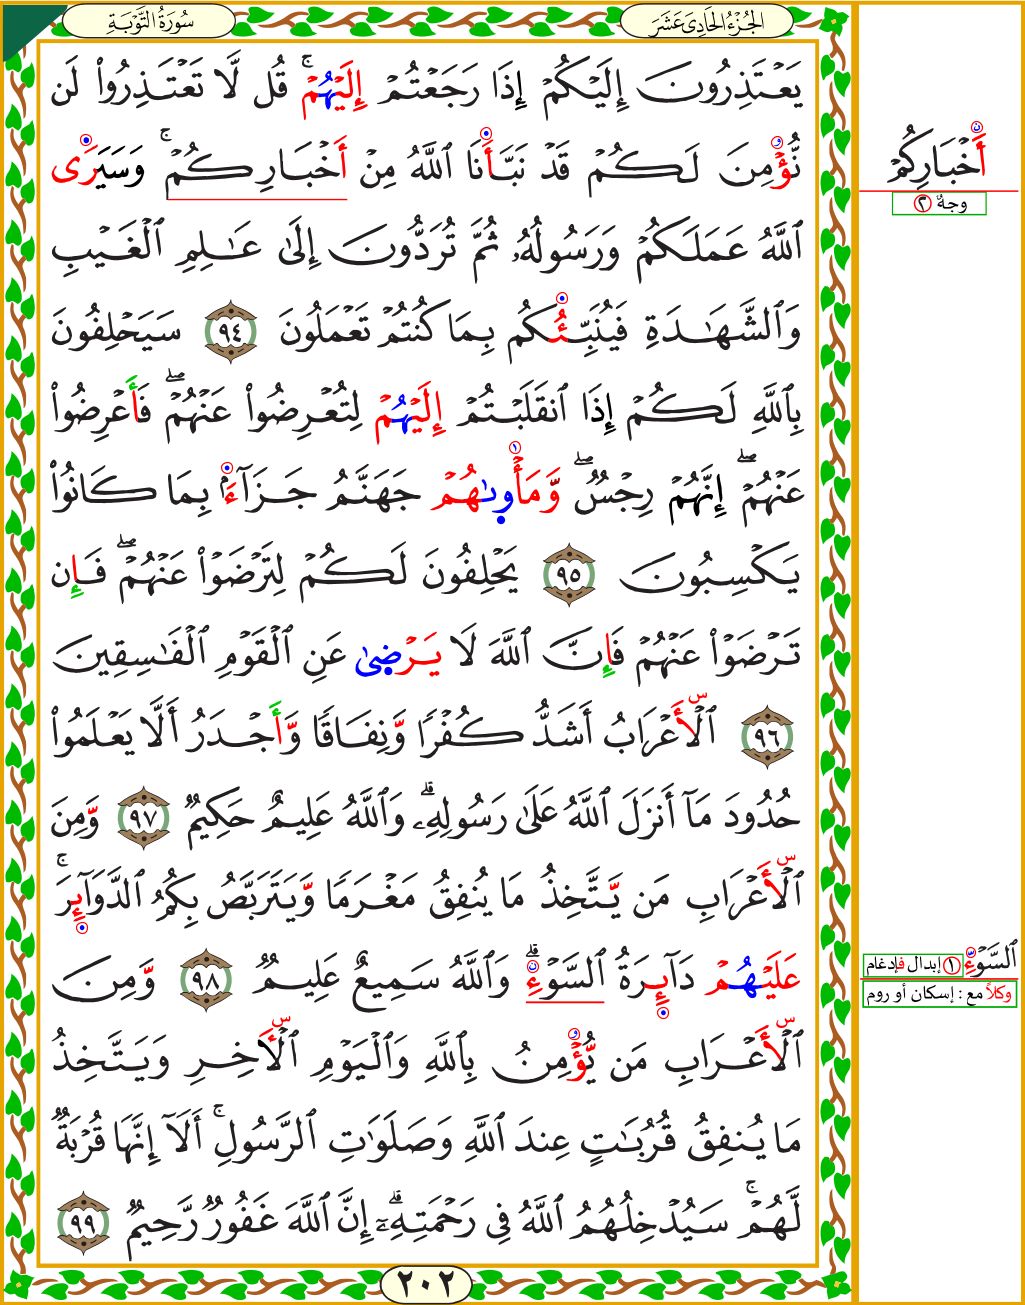 الجُزْءُ الحَادِيَ عَشَرَ
سُورَةُ التَّوْبَةِ
يَعْتَذِرُونَ إِلَيْكُمْ إِذَا رَجَعْتُمْ إِلَيْهُمْ ۚ قُل لَّا تَعْتَذِرُوا۟ لَن
نُّؤْمِنَ لَكُمْ قَدْ نَبَّأَنَا ٱللَّهُ مِنْ أَخْبَارِكُمْ ۚ وَسَيَرَى
ٱللَّهُ عَمَلَكُمْ وَرَسُولُهُۥ ثُمَّ تُرَدُّونَ إِلَىٰ عَـٰلِمِ ٱلْغَيْبِ
وَٱلشَّهَـٰدَةِ فَيُنَبِّئُكُم بِمَا كُنتُمْ تَعْمَلُونَ ٩٤ سَيَحْلِفُونَ
بِٱللَّهِ لَكُمْ إِذَا ٱنقَلَبْتُمْ إِلَيْهُمْ لِتُعْرِضُوا۟ عَنْهُمْ ۖ فَأَعْرِضُوا۟
عَنْهُمْ ۖ إِنَّهُمْ رِجْسٌ ۖ وَّمَأْوِىٰهُمْ جَهَنَّمُ جَزَآءًۢ بِمَا كَانُوا۟
يَكْسِبُونَ ٩٥ يَحْلِفُونَ لَكُمْ لِتَرْضَوْا۟ عَنْهُمْ ۖ فَإِن
تَرْضَوْا۟ عَنْهُمْ فَإِنَّ ٱللَّهَ لَا يَرْضِىٰ عَنِ ٱلْقَوْمِ ٱلْفَـٰسِقِينَ
٩٦ ٱلْأَعْرَابُ أَشَدُّ كُفْرًا وَّنِفَاقًا وَّأَجْدَرُ أَلَّا يَعْلَمُوا۟
حُدُودَ مَآ أَنزَلَ ٱللَّهُ عَلَىٰ رَسُولِهِۦ ۗ وَٱللَّهُ عَلِيمٌ حَكِيمٌ ٩٧ وَّمِنَ
ٱلْأَعْرَابِ مَن يَّتَّخِذُ مَا يُنفِقُ مَغْرَمًا وَّيَتَرَبَّصُ بِكُمُ ٱلدَّوَآئِرَ ۚ
عَلَيْهُمْ دَآئِرَةُ ٱلسَّوْءِ ۗ وَٱللَّهُ سَمِيعٌ عَلِيمٌ ٩٨ وَّمِنَ
ٱلْأَعْرَابِ مَن يُّؤْمِنُ بِٱللَّهِ وَٱلْيَوْمِ ٱلْأَخِرِ وَيَتَّخِذُ
مَا يُنفِقُ قُرُبَـٰتٍ عِندَ ٱللَّهِ وَصَلَوَٰتِ ٱلرَّسُولِ ۚ أَلَآ إِنَّهَا قُرْبَةٌ
لَّهُمْ ۚ سَيُدْخِلُهُمُ ٱللَّهُ فِى رَحْمَتِهِۦٓ ۗ إِنَّ ٱللَّهَ غَفُورٌ رَّحِيمٌ ٩٩
٢٠٢
أَخْبَارِكُمْ
٢ وجهٌ
ٱلسَّوْءِ
١ إبدال فإدغام
وكلاً مع : إسكان أو روم